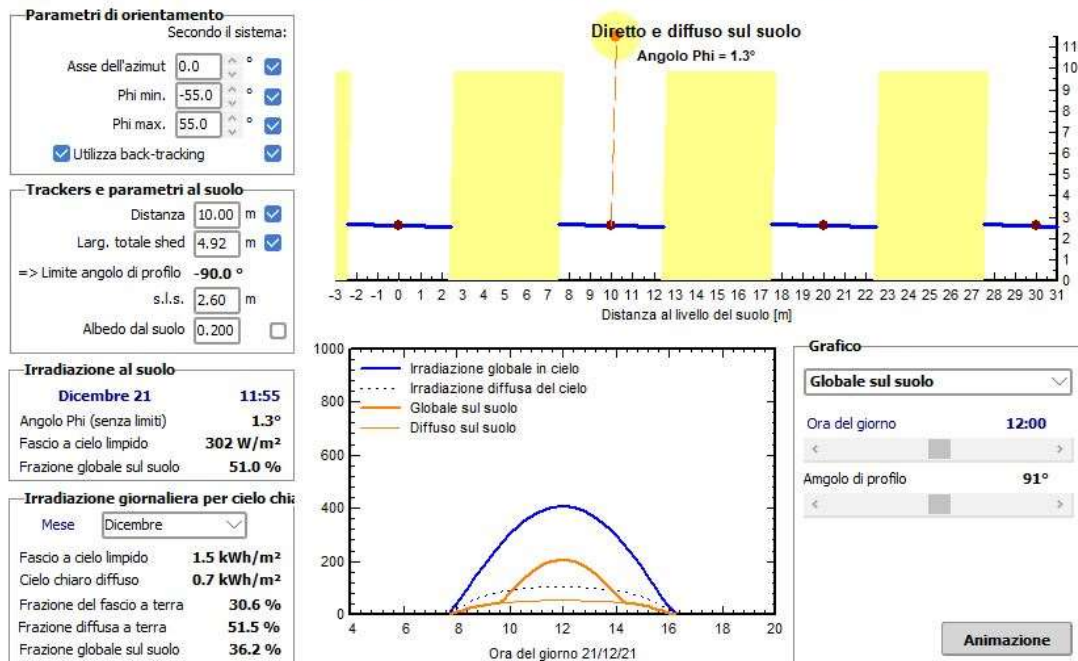 Parametri di orientamento
Secondo il sistema:
Asse dell'azimut 0.0 °
Phi min. -55.0 °
Phi max. 55.0 °
Utilizza back-tracking
Trackers e parametri al suolo
Distanza 10.00 m
Larg. totale shed 4.92 m
=> Limite angolo di profilo -90.0 °
s.l.s. 2.60 m
Albedo dal suolo 0.200
Irradiazione al suolo
Dicembre 21 11:55
Angolo Phi (senza limiti) 1.3°
Fascio a cielo limpido 302 W/m²
Frazione globale sul suolo 51.0 %
Irradiazione giornaliera per cielo chia
Mese Dicembre
Fascio a cielo limpido 1.5 kWh/m²
Cielo chiaro diffuso 0.7 kWh/m²
Frazione del fascio a terra 30.6 %
Frazione diffusa a terra 51.5 %
Frazione globale sul suolo 36.2 %
Diretto e diffuso sul suolo
Angolo Phi = 1.3°
11
10
9
8
7
6
5
4
3
2
1
0
-3 -2 -1 0 1 2 3 4 5 6 7 8 9 10 11 12 13 14 15 16 17 18 19 20 21 22 23 24 25 26 27 28 29 30 31
Distanza al livello del suolo [m]
1000
800
600
400
200
0
Irradiazione globale in cielo
Irradiazione diffusa del cielo
Globale sul suolo
Diffuso sul suolo
4 6 8 10 12 14 16 18 20
Ora del giorno 21/12/21
Grafico
Globale sul suolo
Ora del giorno 12:00
Amgolo di profilo 91°
Animazione